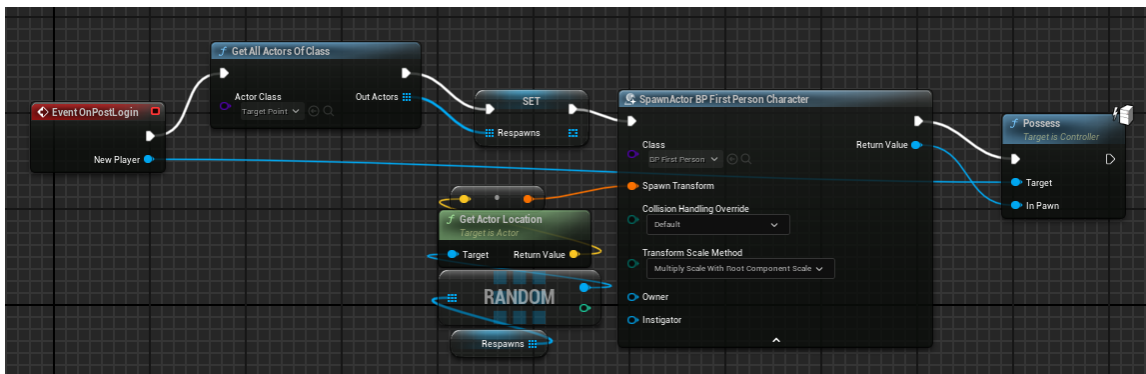 Event OnPostLogin
New Player
f Get All Actors Of Class
Actor Class
Target Point
Out Actors
SET
Respawns
SpawnActor BP First Person Character
Class
BP First Person
Return Value
Spawn Transform
Collision Handling Override
Default
Transform Scale Method
Multiply Scale With Root Component Scale
Owner
Instigator
f Get Actor Location
Target is Actor
Target
Return Value
RANDOM
Respawns
f Possess
Target is Controller
Target
In Pawn